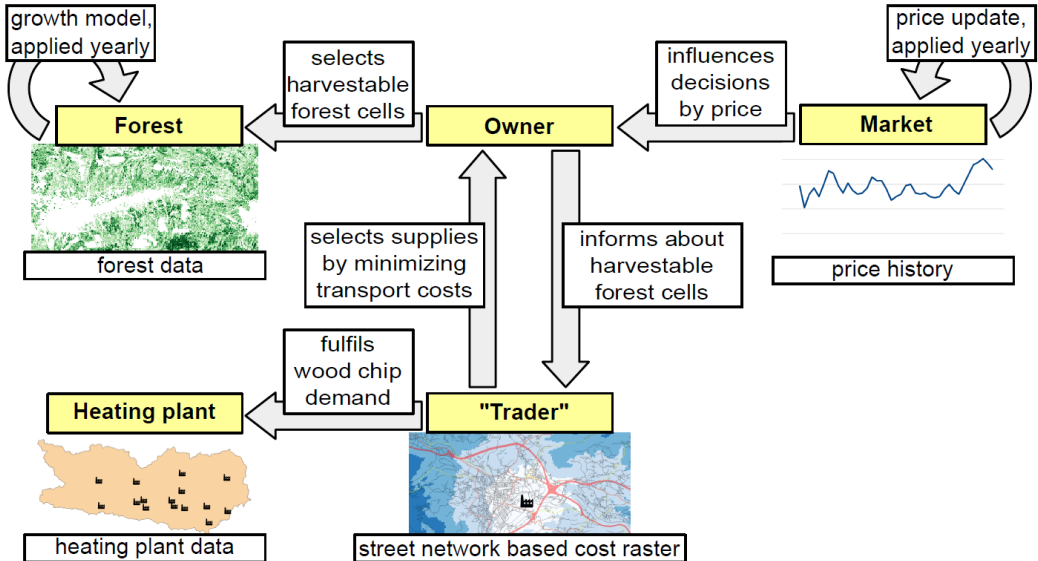 growth model,
applied yearly
selects
harvestable
forest cells
influences
decisions
by price
price update,
applied yearly
Forest
Owner
Market
forest data
selects supplies
by minimizing
transport costs
informs about
harvestable
forest cells
price history
fulfils
wood chip
demand
Heating plant
"Trader"
heating plant data
street network based cost raster